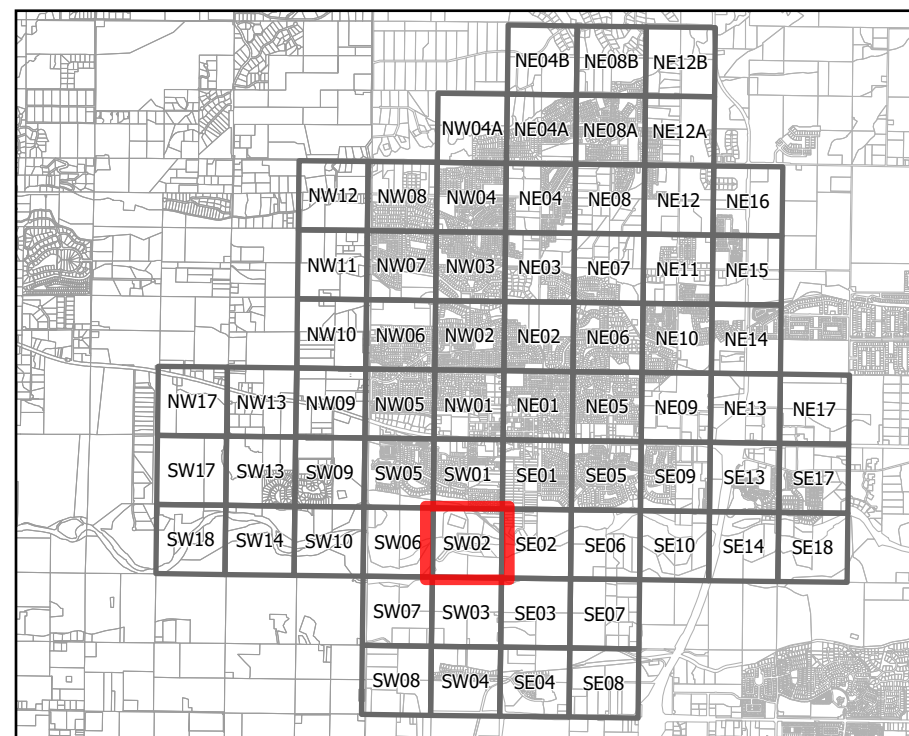 NE04B NE08B NE12B
NW04A NE04A NE08A NE12A
NW12 NW08 NW04 NE04 NE08 NE12 NE16
NW11 NW07 NW03 NE03 NE07 NE11 NE15
NW10 NW06 NW02 NE02 NE06 NE10 NE14
NW17 NW13 NW09 NW05 NW01 NE01 NE05 NE09 NE13 NE17
SW17 SW13 SW09 SW05 SW01 SE01 SE05 SE09 SE13 SE17
SW18 SW14 SW10 SW06 SW02 SE02 SE06 SE10 SE14 SE18
SW07 SW03 SE03 SE07
SW08 SW04 SE04 SE08